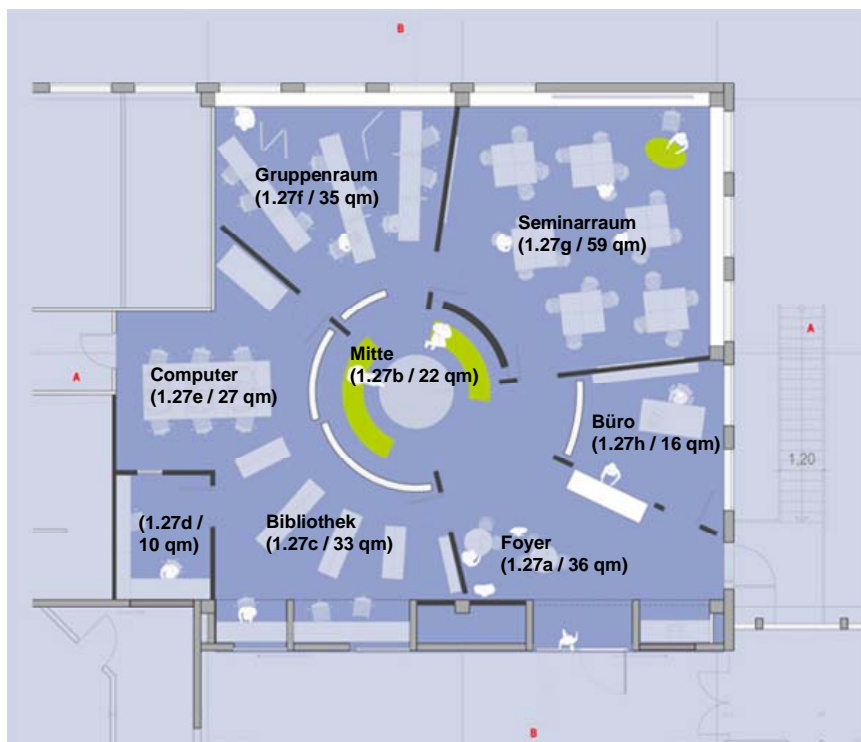 B
Gruppenraum
(1.27f / 35 qm)
Seminarraum
(1.27g / 59 qm)
A
Mitte
(1.27b / 22 qm)
A
Computer
(1.27e / 27 qm)
Büro
(1.27h / 16 qm)
1,20
(1.27d /
10 qm)
Bibliothek
(1.27c / 33 qm)
Foyer
(1.27a / 36 qm)
B